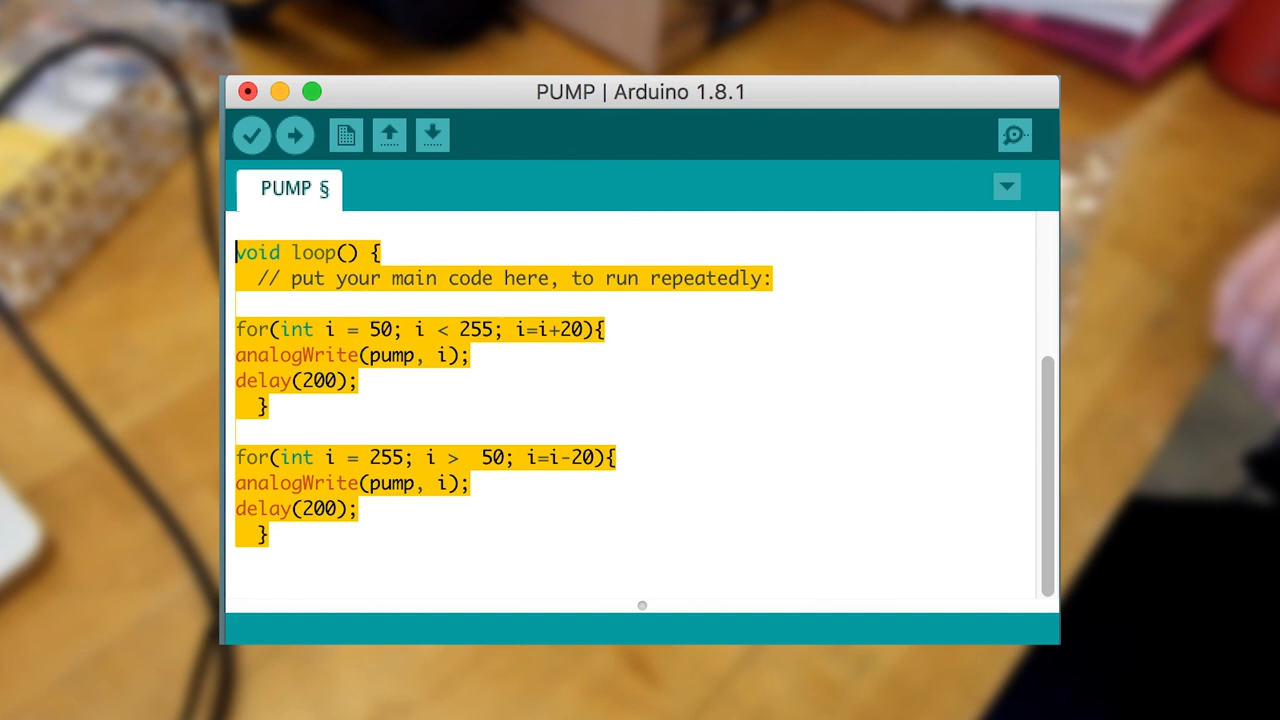 PUMP | Arduino 1.8.1
PUMP §
void loop() {
  // put your main code here, to run repeatedly:
for(int i = 50; i < 255; i=i+20){
analogWrite(pump, i);
delay(200);
  }
for(int i = 255; i >  50; i=i-20){
analogWrite(pump, i);
delay(200);
  }